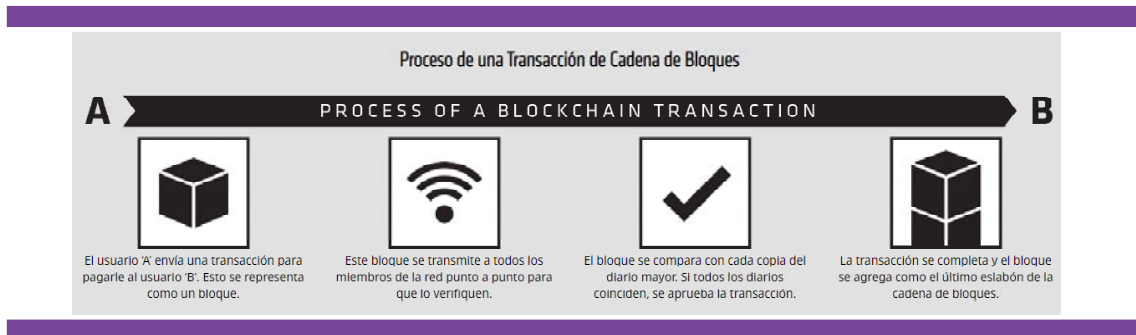 Proceso de una Transacción de Cadena de Bloques
A PROCESS OF A BLOCKCHAIN TRANSACTION B
El usuario ‘A’ envía una transacción para
pagarle al usuario ‘B’. Esto se representa
como un bloque.
Este bloque se transmite a todos los
miembros de la red punto a punto para
que lo verifiquen.
El bloque se compara con cada copia del
diario mayor. Si todos los diarios
coinciden, se aprueba la transacción.
La transacción se completa y el bloque
se agrega como el último eslabón de la
cadena de bloques.